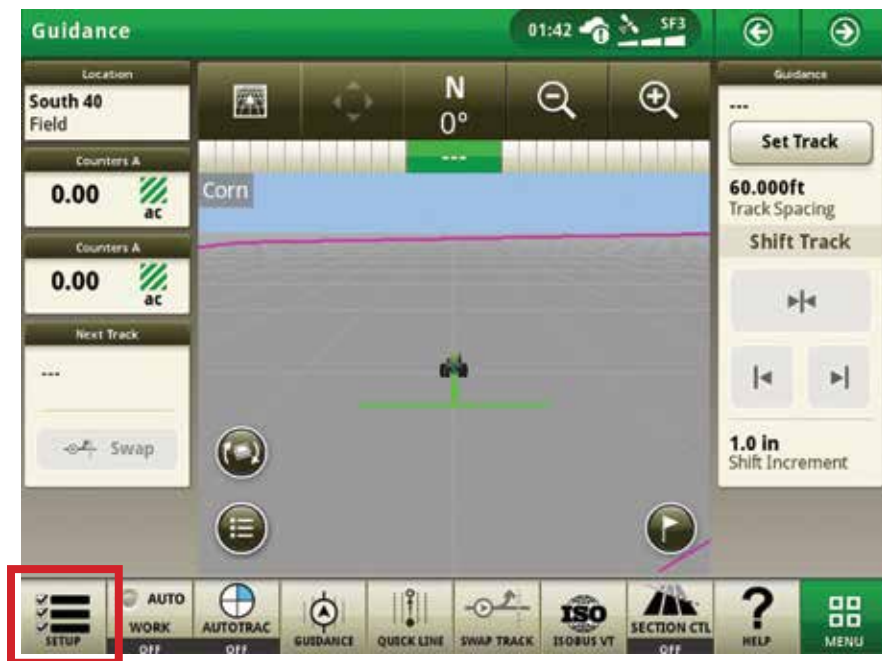 Guidance
01:42
SF3
Location
South 40
Field
Counters A
0.00
ac
Counters A
0.00
ac
Next Track
---
Swap
N
0°
---
Corn
Guidance
---
Set Track
60.000ft
Track Spacing
Shift Track
1.0 in
Shift Increment
SETUP
AUTO
WORK
OFF
AUTOTRAC
OFF
GUIDANCE
QUICK LINE
SWAP TRACK
ISO
ISOBUS VT
SECTION CTL
OFF
?
HELP
MENU